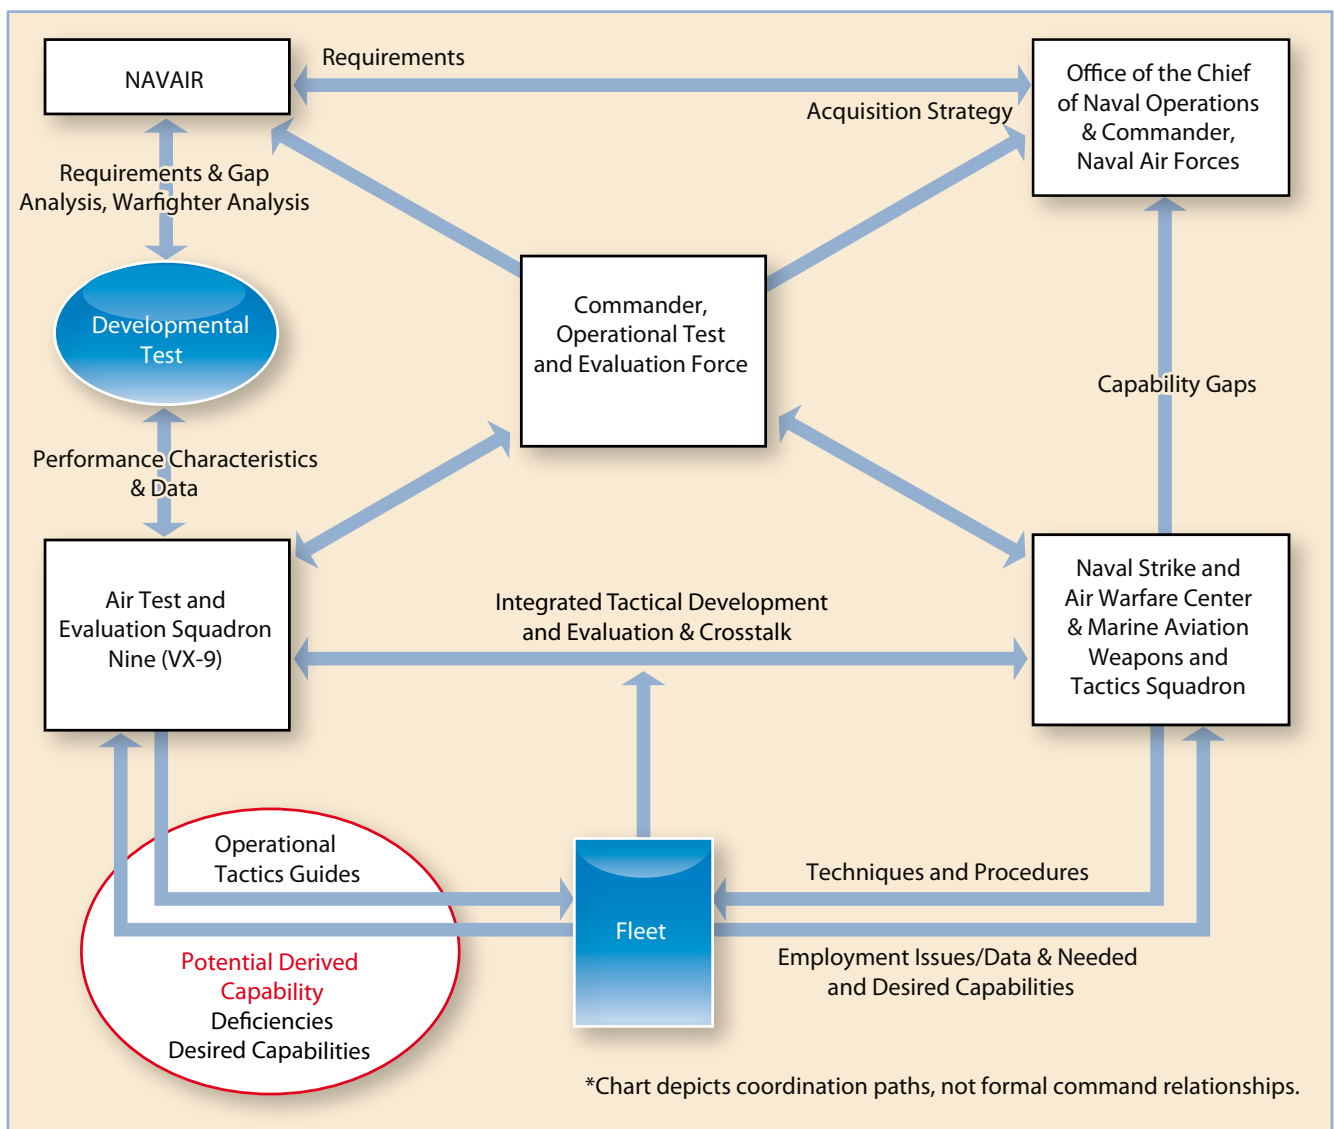 NAVAIR
Requirements
Acquisition Strategy
Office of the Chief
of Naval Operations
& Commander,
Naval Air Forces
Requirements & Gap
Analysis, Warfighter Analysis
Developmental
Test
Commander,
Operational Test
and Evaluation Force
Capability Gaps
Performance Characteristics
& Data
Air Test and
Evaluation Squadron
Nine (VX-9)
Integrated Tactical Development
and Evaluation & Crosstalk
Naval Strike and
Air Warfare Center
& Marine Aviation
Weapons and
Tactics Squadron
Operational
Tactics Guides
Potential Derived
Capability
Deficiencies
Desired Capabilities
Fleet
Techniques and Procedures
Employment Issues/Data & Needed
and Desired Capabilities
*Chart depicts coordination paths, not formal command relationships.